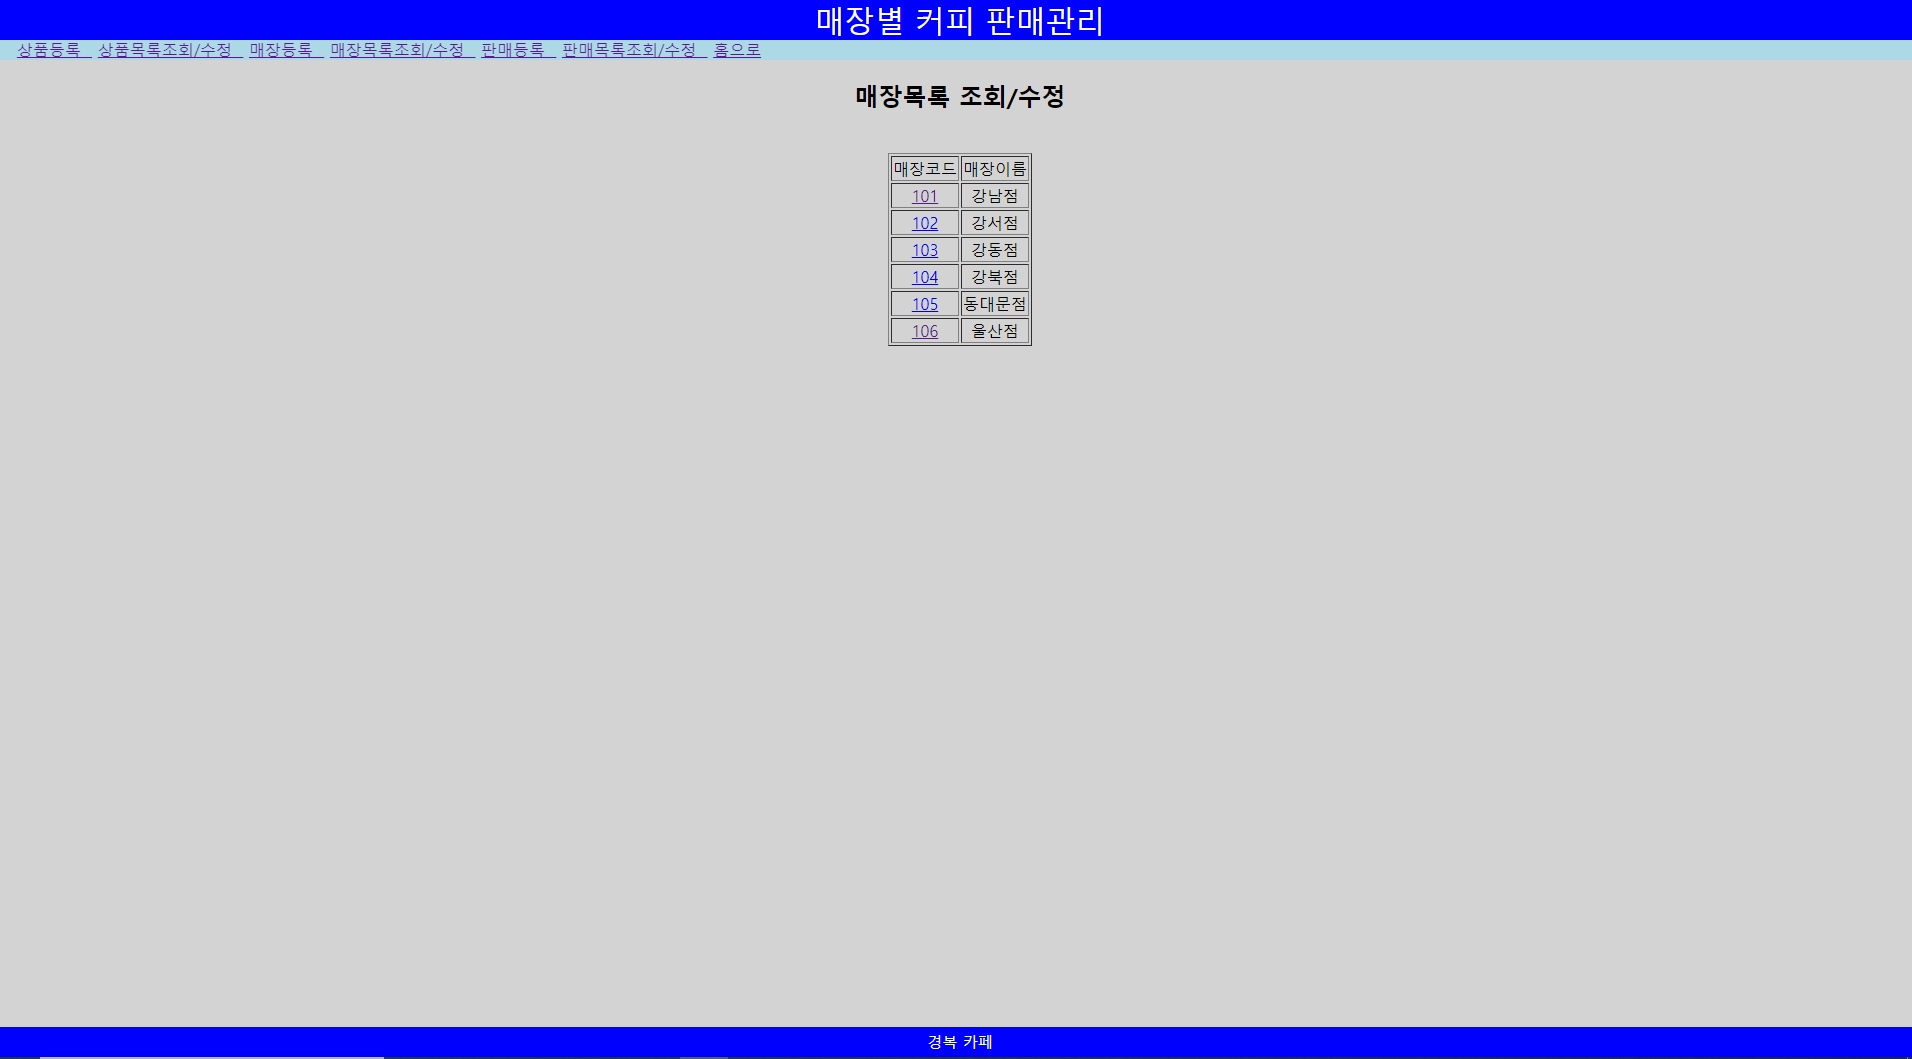 매장별 커피 판매관리
상품등록 상품목록조회/수정 매장등록 매장목록조회/수정 판매등록 판매목록조회/수정 홈으로
매장목록 조회/수정
매장코드 매장이름
101 강남점
102 강서점
103 강동점
104 강북점
105 동대문점
106 울산점
경복 카페